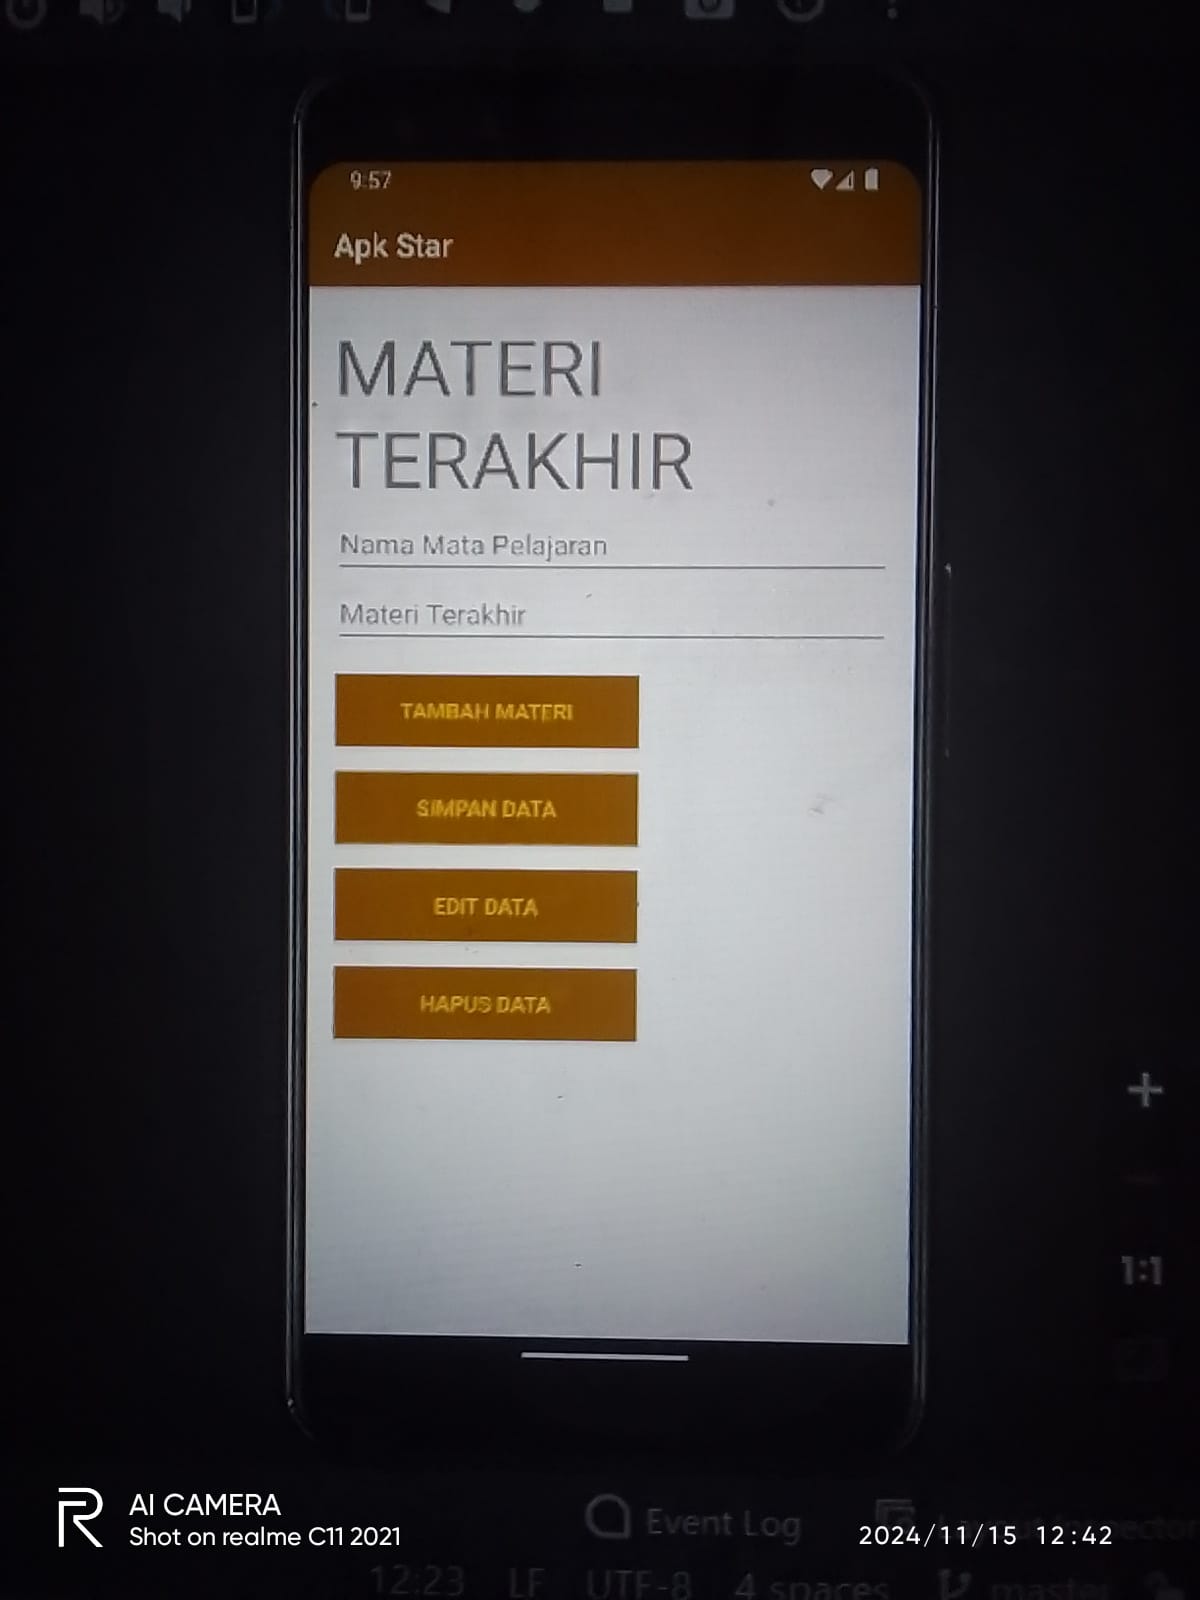 9:57
Apk Star
MATERI
TERAKHIR
Nama Mata Pelajaran
Materi Terakhir
TAMBAH MATERI
SIMPAN DATA
EDIT DATA
HAPUS DATA
1:1
Event Log
AI CAMERA
Shot on realme C11 2021
2024/11/15 12:42
12:23 LF UTF-8 4 spaces master